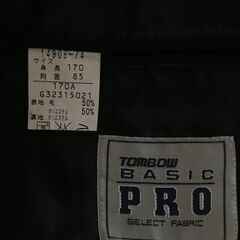 14906-74
サイズ
身長 170
胸囲 85
170A
G32315021
表地 毛 50%
ポリエステル 50%
裏地 ポリエステル
TOMBOW
BASIC
PRO
SELECT FABRIC